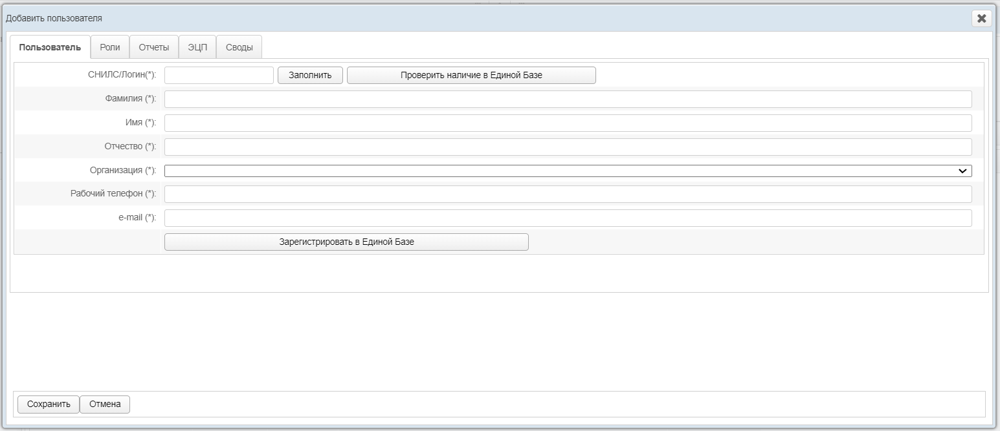 Добавить пользователя
Пользователь Роли Отчеты ЭЦП Своды
СНИЛС/Логин(*): Заполнить Проверить наличие в Единой Базе
Фамилия (*):
Имя (*):
Отчество (*):
Организация (*):
Рабочий телефон (*):
e-mail (*):
Зарегистрировать в Единой Базе
Сохранить Отмена